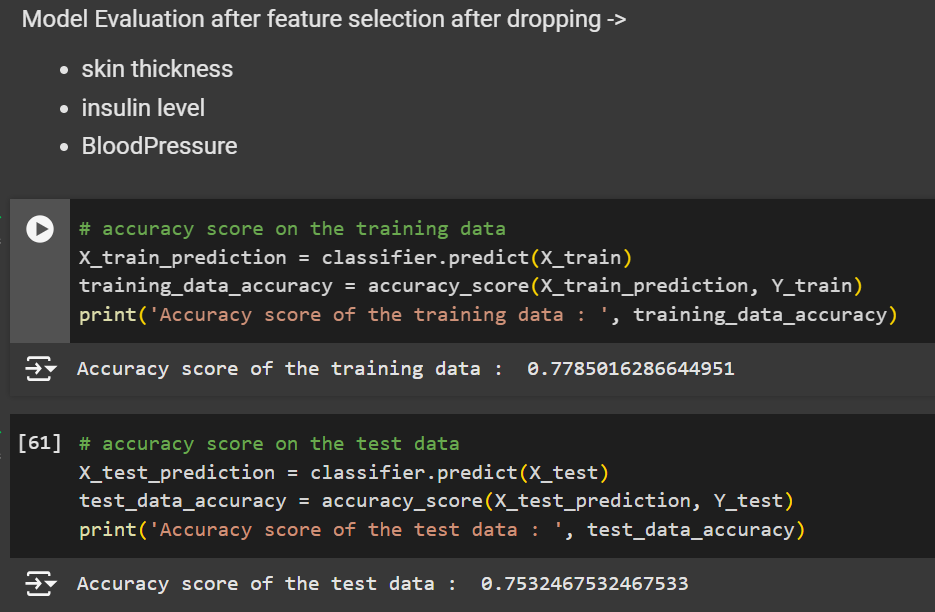 Model Evaluation after feature selection after dropping ->
• skin thickness
• insulin level
• BloodPressure
# accuracy score on the training data
X_train_prediction = classifier.predict(X_train)
training_data_accuracy = accuracy_score(X_train_prediction, Y_train)
print('Accuracy score of the training data : ', training_data_accuracy)
Accuracy score of the training data :  0.7785016286644951
[61] # accuracy score on the test data
X_test_prediction = classifier.predict(X_test)
test_data_accuracy = accuracy_score(X_test_prediction, Y_test)
print('Accuracy score of the test data : ', test_data_accuracy)
Accuracy score of the test data :  0.7532467532467533